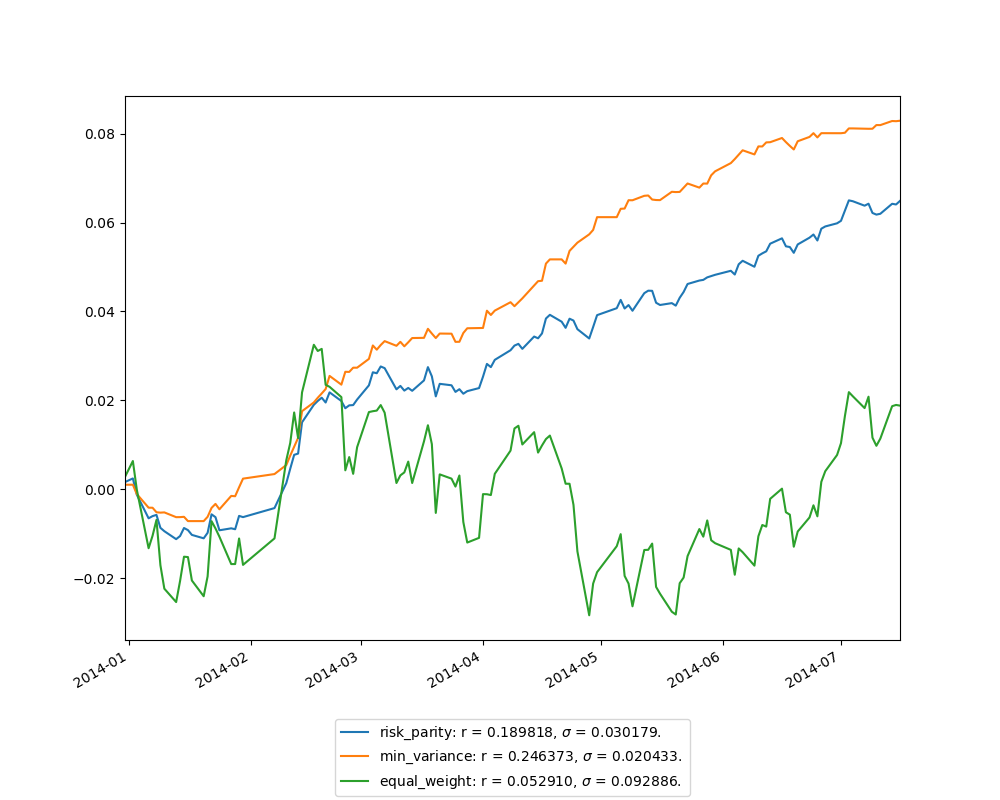 0.08
0.06
0.04
0.02
0.00
−0.02
2014-01 2014-02 2014-03 2014-04 2014-05 2014-06 2014-07
risk_parity: r = 0.189818, σ = 0.030179.
min_variance: r = 0.246373, σ = 0.020433.
equal_weight: r = 0.052910, σ = 0.092886.